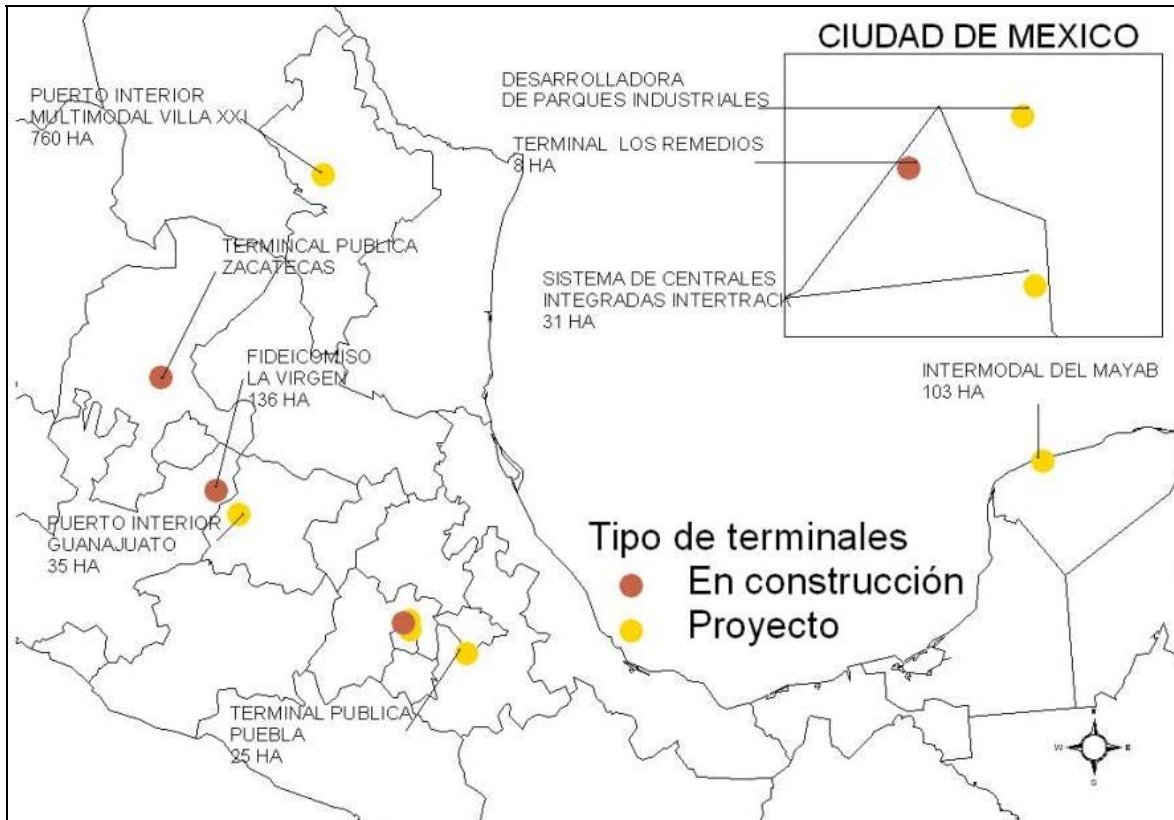 CIUDAD DE MEXICO
DESARROLLADORA
DE PARQUES INDUSTRIALES
TERMINAL LOS REMEDIOS
8 HA
SISTEMA DE CENTRALES
INTEGRADAS INTERTRACK
31 HA
PUERTO INTERIOR
MULTIMODAL VILLA XXI
760 HA
TERMINCAL PUBLICA
ZACATECAS
FIDEICOMISO
LA VIRGEN
136 HA
INTERMODAL DEL MAYAB
103 HA
PUERTO INTERIOR
GUANAJUATO
35 HA
Tipo de terminales
En construcción
Proyecto
TERMINAL PUBLICA
PUEBLA
25 HA
N
W E
S